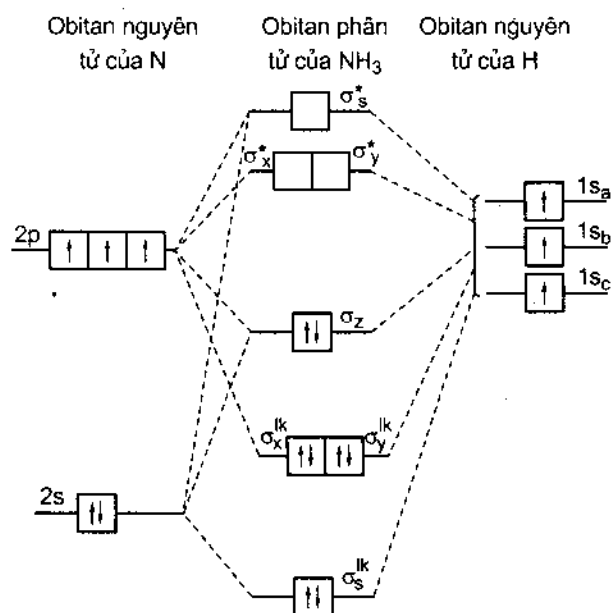 Obitan nguyên
tử của N
Obitan phân
tử của NH₃
Obitan nguyên
tử của H
σ*s
σ*x σ*y
1sa
2p
1sb
1sc
σz
σxlk σylk
2s
σslk